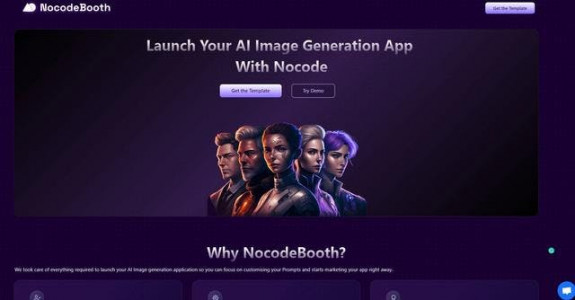 NocodeBooth
Get the Template
Launch Your AI Image Generation App
With Nocode
Get the Template
Try Demo
Why NocodeBooth?
We took care of everything required to launch your AI Image generation application so you can focus on customising your Prompts and starts marketing your app right away.